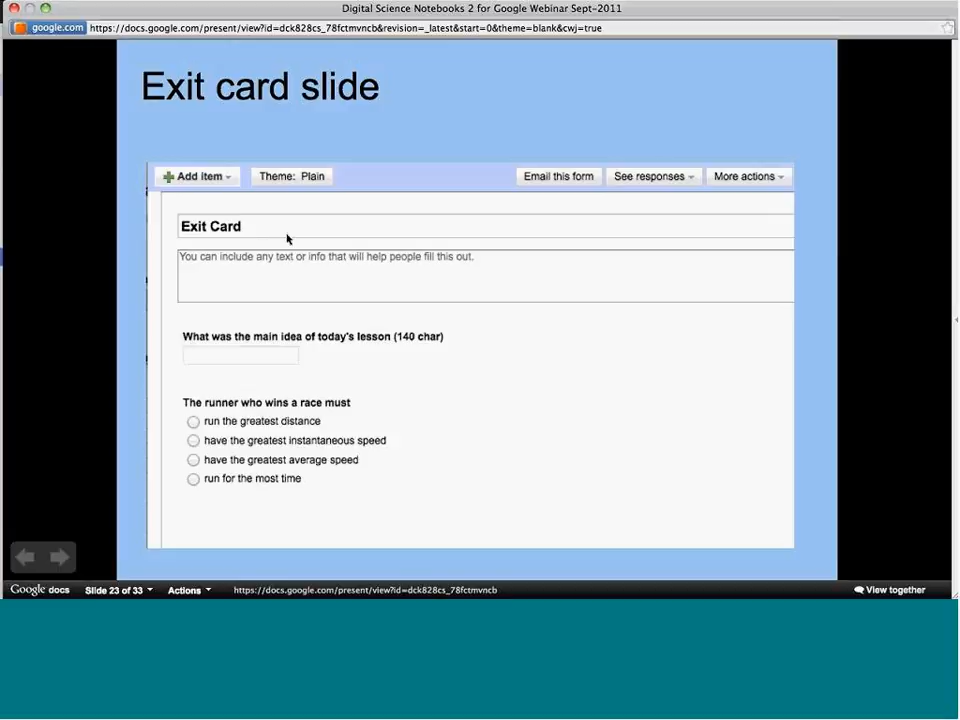 Digital Science Notebooks 2 for Google Webinar Sept-2011
google.com https://docs.google.com/present/view?id=dck828cs_78fctmvncb&revision=_latest&start=0&theme=blank&cwj=true
Exit card slide
Add item Theme: Plain Email this form See responses More actions
Exit Card
You can include any text or info that will help people fill this out.
What was the main idea of today's lesson (140 char)
The runner who wins a race must
run the greatest distance
have the greatest instantaneous speed
have the greatest average speed
run for the most time
Google docs Slide 23 of 33 Actions https://docs.google.com/present/view?id=dck828cs_78fctmvncb View together